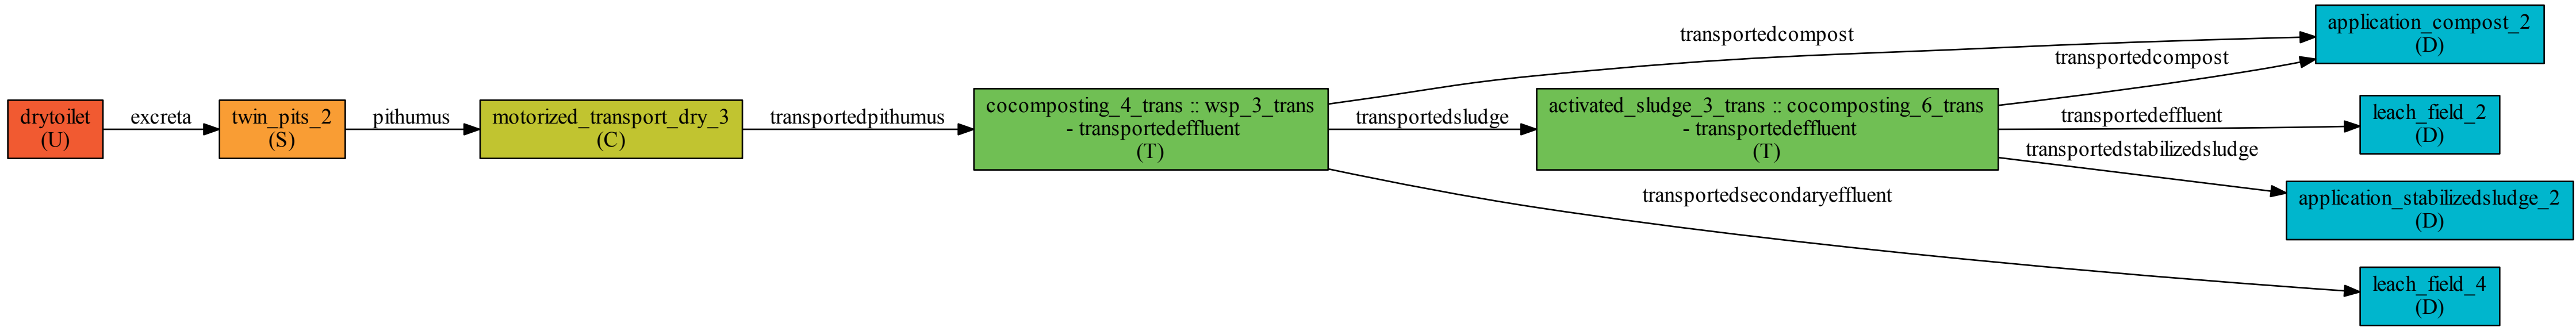 drytoilet
(U)
excreta
twin_pits_2
(S)
pithumus
motorized_transport_dry_3
(C)
transportedpithumus
cocomposting_4_trans :: wsp_3_trans
- transportedeffluent
(T)
transportedcompost
transportedsludge
transportedsecondaryeffluent
activated_sludge_3_trans :: cocomposting_6_trans
- transportedeffluent
(T)
transportedcompost
transportedeffluent
transportedstabilizedsludge
application_compost_2
(D)
leach_field_2
(D)
application_stabilizedsludge_2
(D)
leach_field_4
(D)